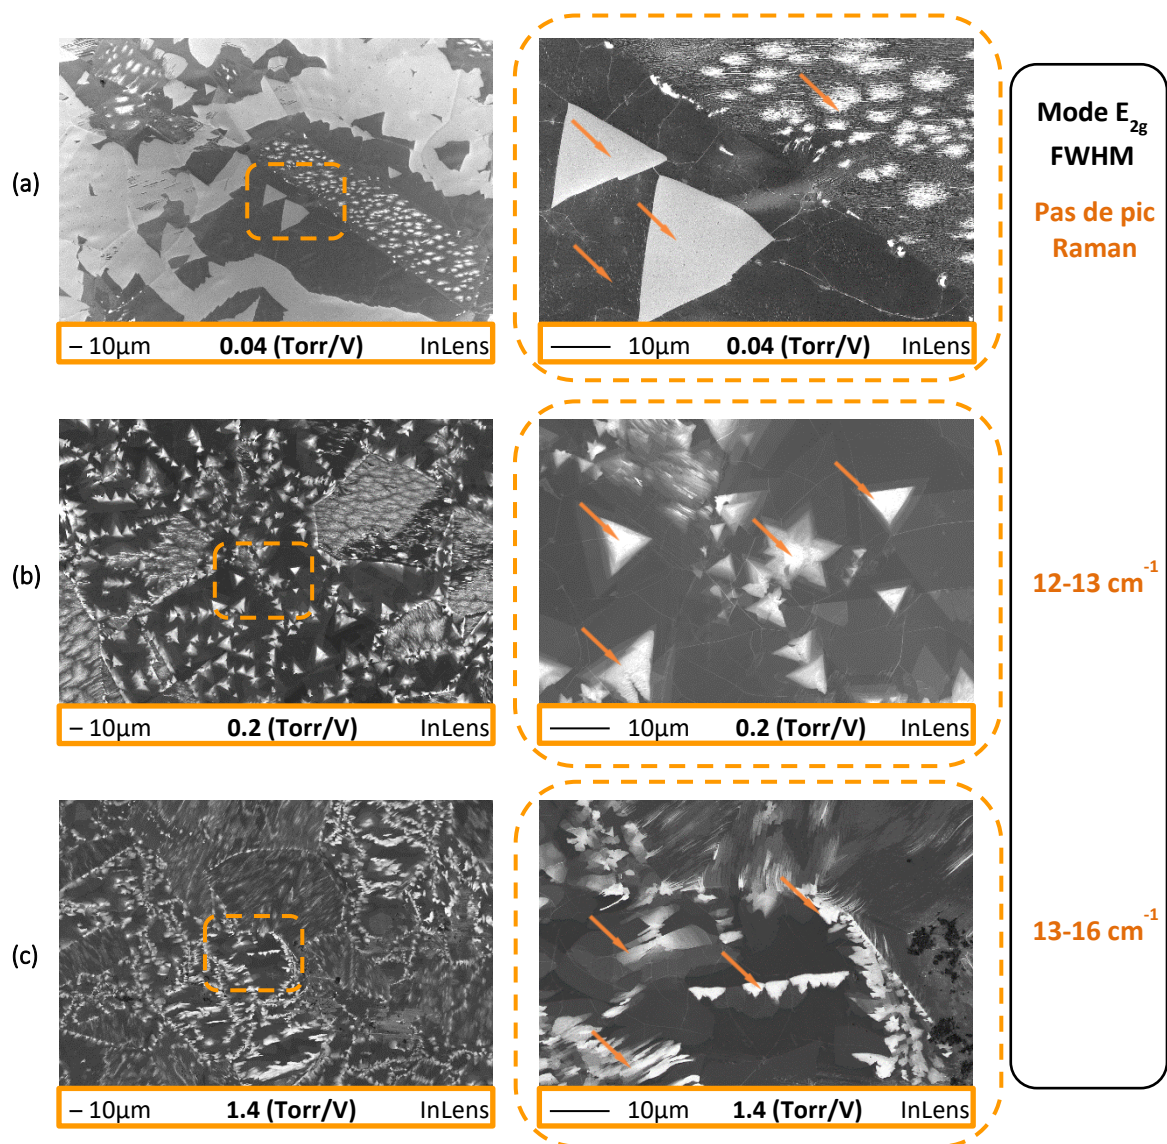 (a)
– 10µm 0.04 (Torr/V) InLens
10µm 0.04 (Torr/V) InLens
(b)
– 10µm 0.2 (Torr/V) InLens
10µm 0.2 (Torr/V) InLens
(c)
– 10µm 1.4 (Torr/V) InLens
10µm 1.4 (Torr/V) InLens
Mode E2g
FWHM
Pas de pic
Raman
12-13 cm-1
13-16 cm-1